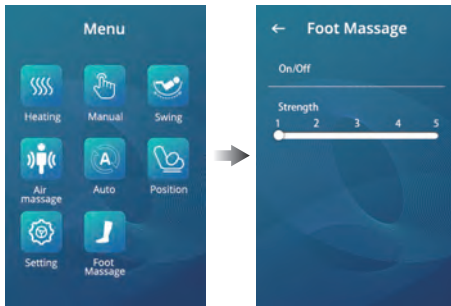 Menu
Heating Manual Swing
Air massage Auto Position
Setting Foot Massage
← Foot Massage
On/Off
Strength
1 2 3 4 5